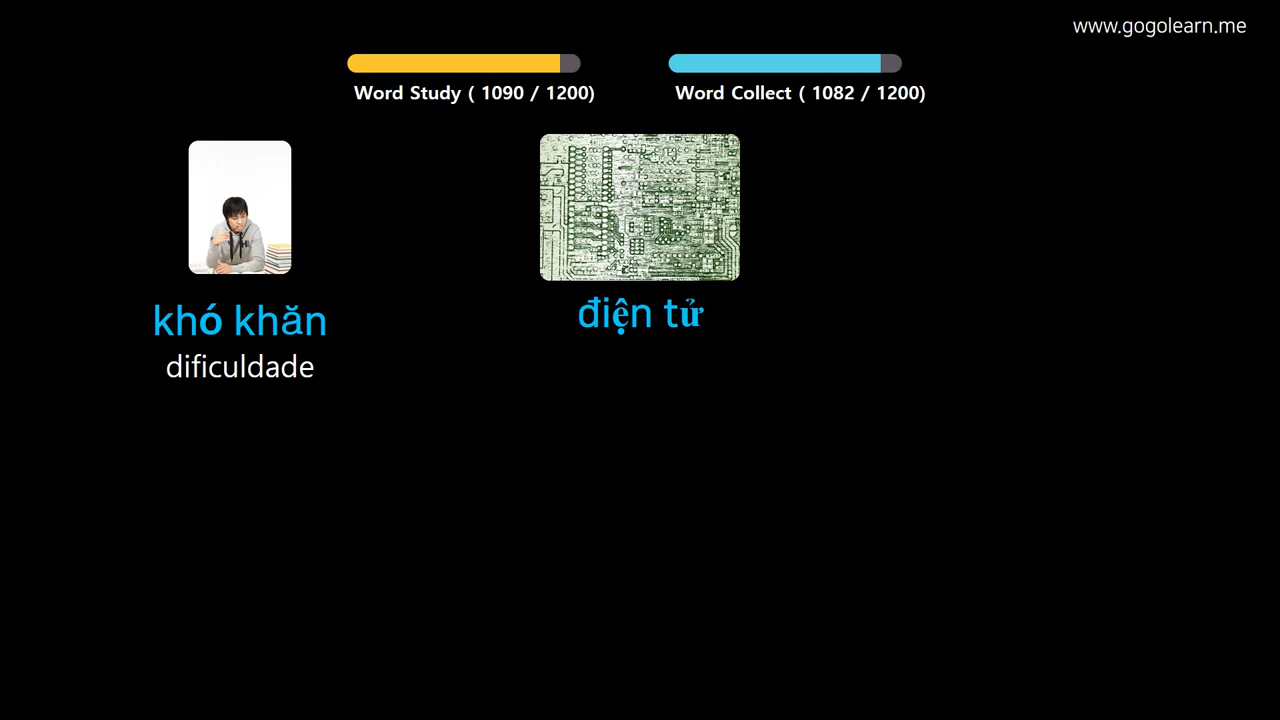 www.gogolearn.me
Word Study ( 1090 / 1200)
Word Collect ( 1082 / 1200)
khó khăn
dificuldade
điện tử